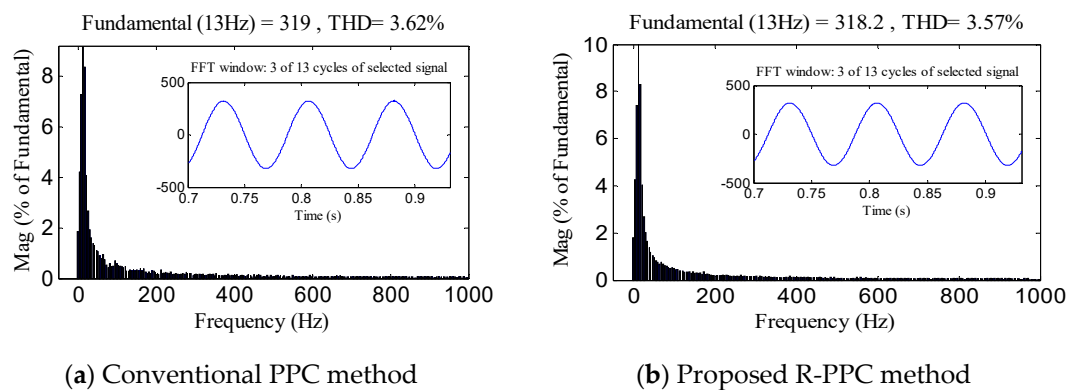 Fundamental (13Hz) = 319 , THD= 3.62%
Mag (% of Fundamental)
8
6
4
2
0
0 200 400 600 800 1000
Frequency (Hz)
FFT window: 3 of 13 cycles of selected signal
500
0
-500
0.7 0.75 0.8 0.85 0.9
Time (s)
(a) Conventional PPC method
Fundamental (13Hz) = 318.2 , THD= 3.57%
Mag (% of Fundamental)
10
8
6
4
2
0
0 200 400 600 800 1000
Frequency (Hz)
FFT window: 3 of 13 cycles of selected signal
500
0
-500
0.7 0.75 0.8 0.85 0.9
Time (s)
(b) Proposed R-PPC method